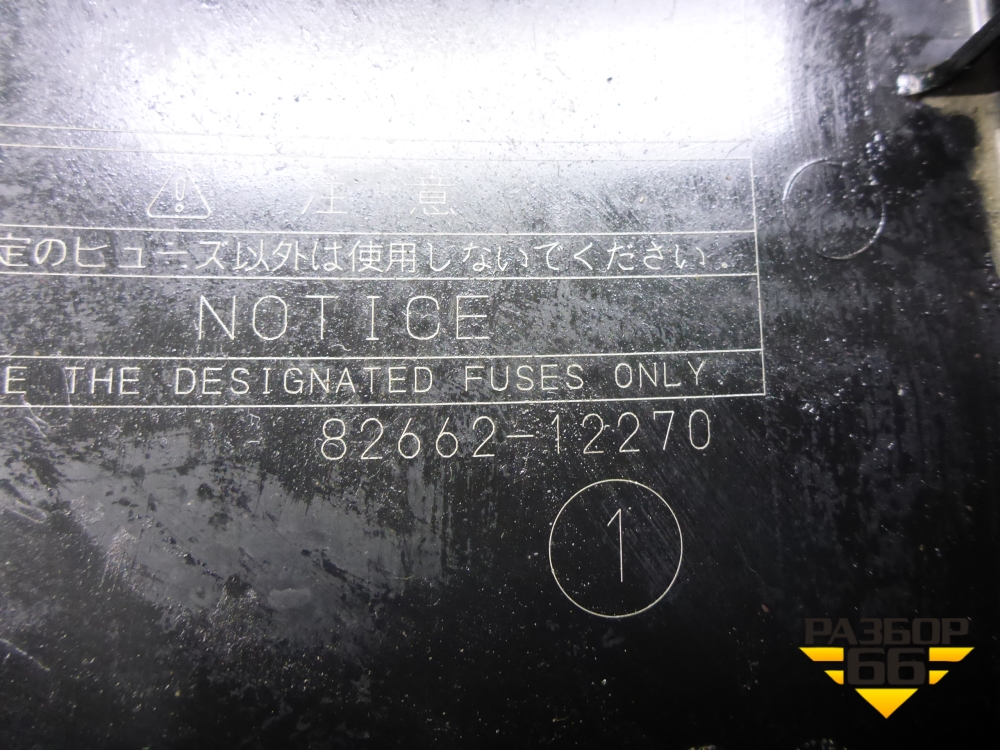 注 意
定のヒューズ以外は使用しないでください.
NOTICE
E THE DESIGNATED FUSES ONLY.
82662-12270
1
РАЗБОР
66